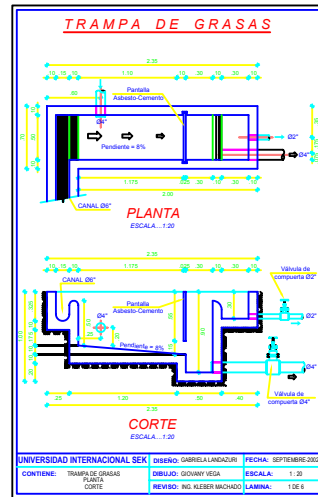 TRAMPA DE GRASAS
2.35
10 15 10 1.10 30 30 10
60
Pantalla
Asbesto-Cemento
Ø4"
Ø2"
Pendiente = 8%
Ø4"
CANAL Ø6"
1.175 225 30 10
2.00
PLANTA
ESCALA...1:20
2.35
10 15 10 1.10 30 30 10
Válvula de
compuerta Ø2"
CANAL Ø6"
Pantalla
Asbesto-Cemento
Ø4"
Ø2"
Pendiente = 8%
Ø4"
25 1.20 50 40
2.35
Válvula de
compuerta Ø4"
CORTE
ESCALA...1:20
UNIVERSIDAD INTERNACIONAL SEK
DISEÑO: GABRIELA LANDAZURI
FECHA: SEPTIEMBRE-2002
CONTIENE: TRAMPA DE GRASAS
PLANTA
CORTE
DIBUJO: GIOVANY VEGA
ESCALA: 1 : 20
REVISO: ING. KLEBER MACHADO
LAMINA: 1 DE 6